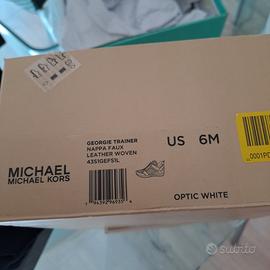 GEORGIE TRAINER
NAPPA FAUX
LEATHER WOVEN
43S1GEFS1L
US 6M
MICHAEL
MICHAEL KORS
OPTIC WHITE
subito